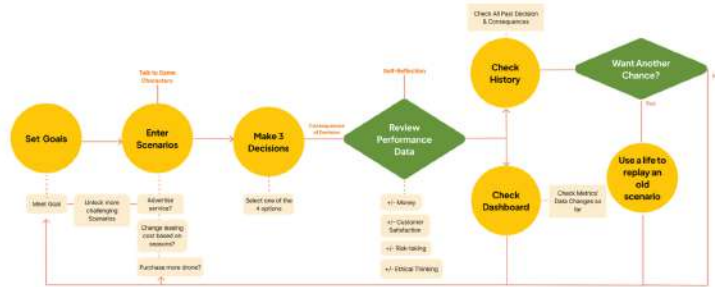 Check All Past Decision
& Consequences
Talk to Game
Characters
Self-Reflection
Check
History
Want Another
Chance?
Set Goals
Enter
Scenarios
Make 3
Decisions
Consequences
of Decisions
Review
Performance
Data
Yes
Check
Dashboard
Use a life to
replay an
old scenario
Meet Goal
Unlock more
challenging
Scenarios
Advertise
service?
Select one of the
4 options
+/- Money
Check Metrics'
Data Changes so
far
Change leasing
cost based on
seasons?
+/- Customer
Satisfaction
+/- Risk-taking
Purchase more drone?
+/- Ethical Thinking